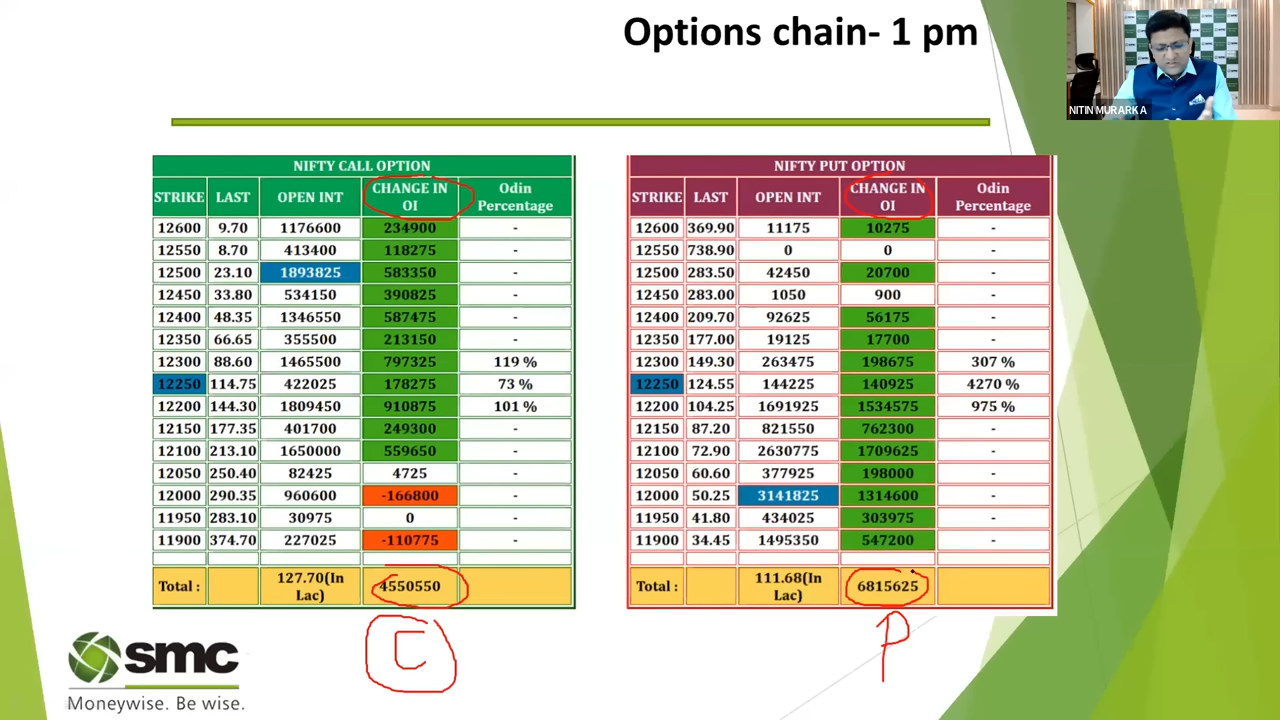 Options chain- 1 pm
NITIN MURARKA
NIFTY CALL OPTION
STRIKE LAST OPEN INT CHANGE IN OI Odin Percentage
12600 9.70 1176600 234900 -
12550 8.70 413400 118275 -
12500 23.10 1893825 583350 -
12450 33.80 534150 390825 -
12400 48.35 1346550 587475 -
12350 66.65 355500 213150 -
12300 88.60 1465500 797325 119 %
12250 114.75 422025 178275 73 %
12200 144.30 1809450 910875 101 %
12150 177.35 401700 249300 -
12100 213.10 1650000 559650 -
12050 250.40 82425 4725 -
12000 290.35 960600 -166800 -
11950 283.10 30975 0 -
11900 374.70 227025 -110775 -
Total : 127.70(In Lac) 4550550
C
NIFTY PUT OPTION
STRIKE LAST OPEN INT CHANGE IN OI Odin Percentage
12600 369.90 11175 10275 -
12550 738.90 0 0 -
12500 283.50 42450 20700 -
12450 283.00 1050 900 -
12400 209.70 92625 56175 -
12350 177.00 19125 17700 -
12300 149.30 263475 198675 307 %
12250 124.55 144225 140925 4270 %
12200 104.25 1691925 1534575 975 %
12150 87.20 821550 762300 -
12100 72.90 2630775 1709625 -
12050 60.60 377925 198000 -
12000 50.25 3141825 1314600 -
11950 41.80 434025 303975 -
11900 34.45 1495350 547200 -
Total : 111.68(In Lac) 6815625
P
smc
Moneywise. Be wise.